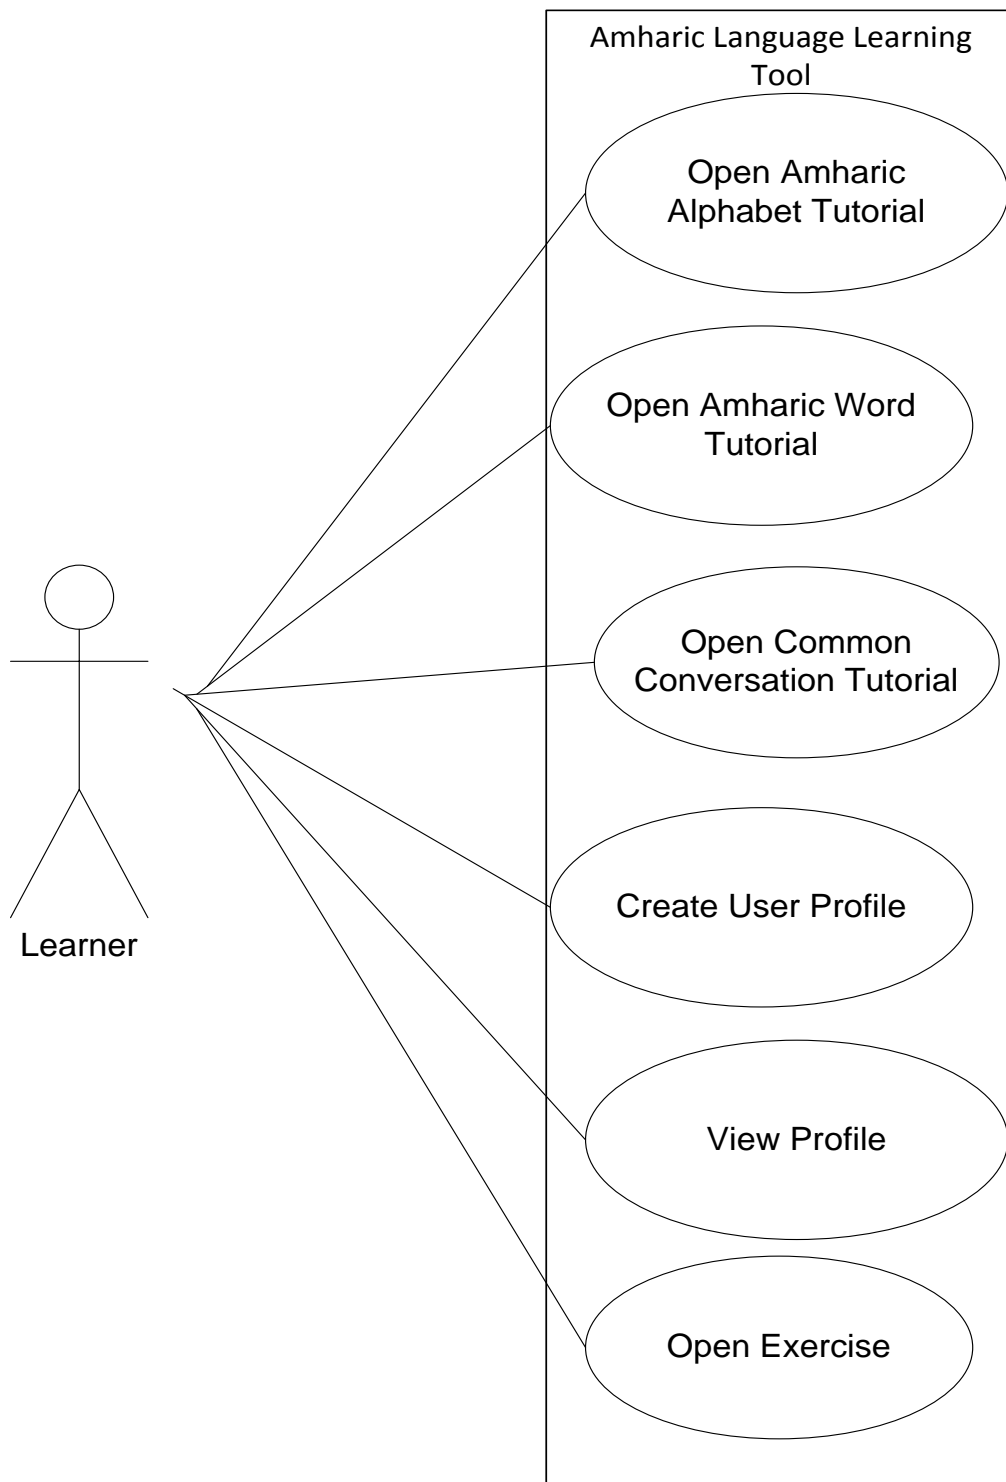 Amharic Language Learning
Tool
Open Amharic
Alphabet Tutorial
Open Amharic Word
Tutorial
Open Common
Conversation Tutorial
Create User Profile
Learner
View Profile
Open Exercise